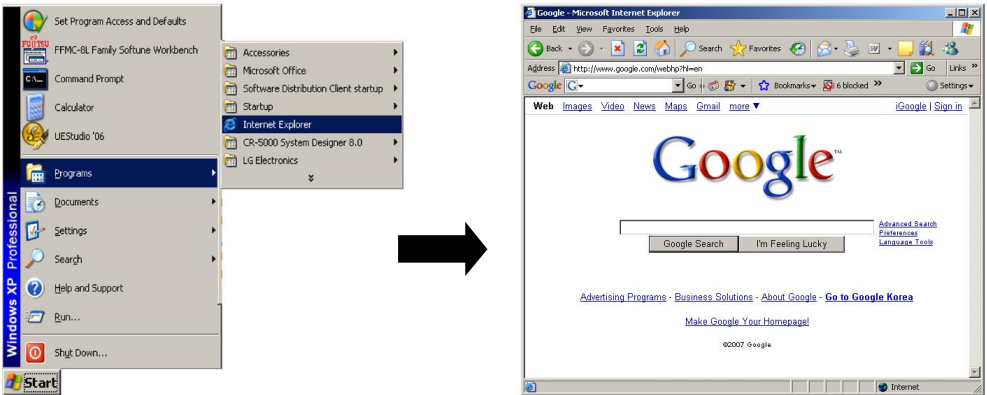 Set Program Access and Defaults
FUJITSU
FFMC-8L Family Softune Workbench
C:\_
Command Prompt
Calculator
UEStudio '06
Programs
Documents
Settings
Search
Help and Support
Run...
Shut Down...
Windows XP Professional
Start
Accessories
Microsoft Office
Software Distribution Client startup
Startup
Internet Explorer
CR-5000 System Designer 8.0
LG Electronics
Google - Microsoft Internet Explorer
File Edit View Favorites Tools Help
Back Search Favorites
Address http://www.google.com/webhp?hl=en Go Links »
Google G Go Bookmarks 6 blocked » Settings
Web Images Video News Maps Gmail more ▼ iGoogle | Sign in
Google™
Advanced Search
Preferences
Language Tools
Google Search I'm Feeling Lucky
Advertising Programs - Business Solutions - About Google - Go to Google Korea
Make Google Your Homepage!
©2007 Google
Internet